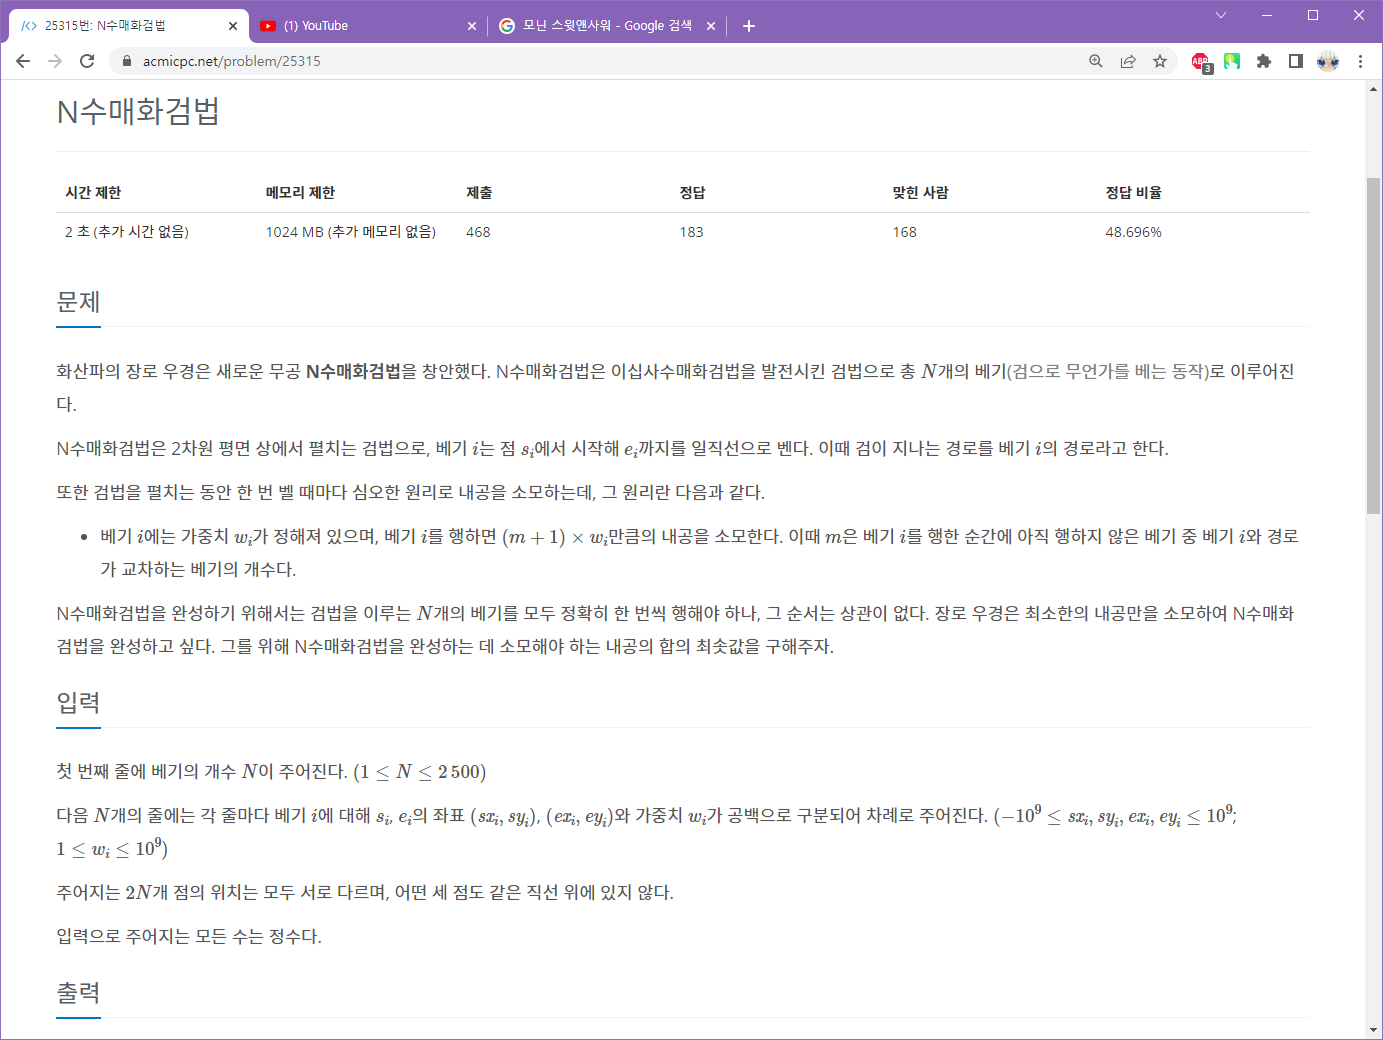 25315번: N수매화검법
(1) YouTube
모닌 스윗앤사워 - Google 검색
acmicpc.net/problem/25315
ABP
3
N수매화검법
시간 제한 메모리 제한 제출 정답 맞힌 사람 정답 비율
2 초 (추가 시간 없음) 1024 MB (추가 메모리 없음) 468 183 168 48.696%
문제
화산파의 장로 우경은 새로운 무공 N수매화검법을 창안했다. N수매화검법은 이십사수매화검법을 발전시킨 검법으로 총 N개의 베기(검으로 무언가를 베는 동작)로 이루어진
다.
N수매화검법은 2차원 평면 상에서 펼치는 검법으로, 베기 i는 점 s_i에서 시작해 e_i까지를 일직선으로 벤다. 이때 검이 지나는 경로를 베기 i의 경로라고 한다.
또한 검법을 펼치는 동안 한 번 벨 때마다 심오한 원리로 내공을 소모하는데, 그 원리란 다음과 같다.
• 베기 i에는 가중치 w_i가 정해져 있으며, 베기 i를 행하면 (m + 1) × w_i만큼의 내공을 소모한다. 이때 m은 베기 i를 행한 순간에 아직 행하지 않은 베기 중 베기 i와 경로
가 교차하는 베기의 개수다.
N수매화검법을 완성하기 위해서는 검법을 이루는 N개의 베기를 모두 정확히 한 번씩 행해야 하나, 그 순서는 상관이 없다. 장로 우경은 최소한의 내공만을 소모하여 N수매화
검법을 완성하고 싶다. 그를 위해 N수매화검법을 완성하는 데 소모해야 하는 내공의 합의 최솟값을 구해주자.
입력
첫 번째 줄에 베기의 개수 N이 주어진다. (1 ≤ N ≤ 2 500)
다음 N개의 줄에는 각 줄마다 베기 i에 대해 s_i, e_i의 좌표 (sx_i, sy_i), (ex_i, ey_i)와 가중치 w_i가 공백으로 구분되어 차례로 주어진다. (−10^9 ≤ sx_i, sy_i, ex_i, ey_i ≤ 10^9;
1 ≤ w_i ≤ 10^9)
주어지는 2N개 점의 위치는 모두 서로 다르며, 어떤 세 점도 같은 직선 위에 있지 않다.
입력으로 주어지는 모든 수는 정수다.
출력